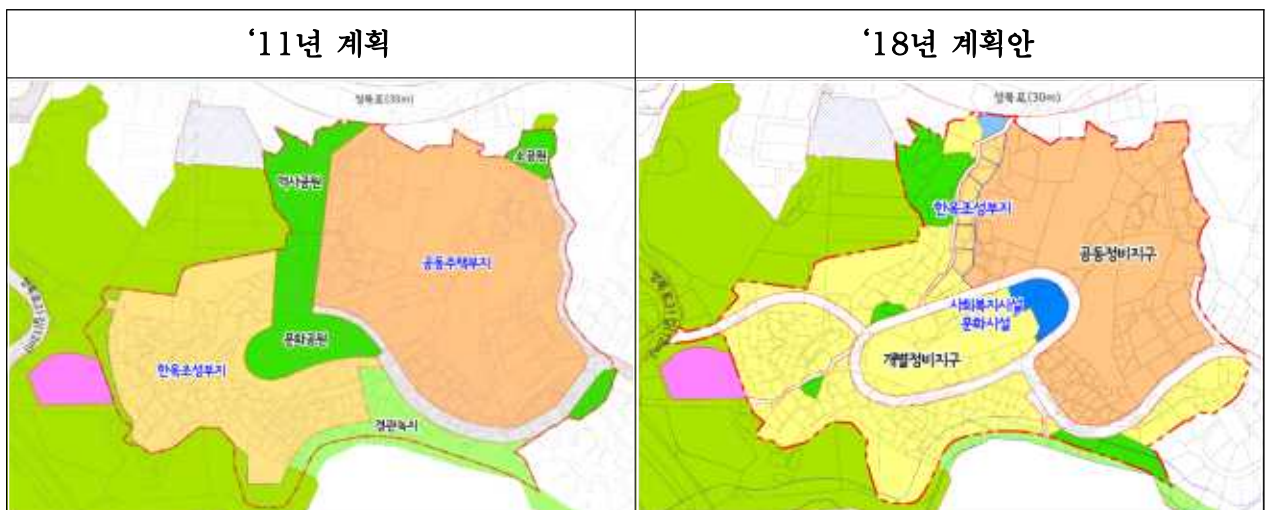 ‘11년 계획
‘18년 계획안
성북로(30m)
역사공원
소공원
공동주택부지
문화공원
한옥조성부지
경관녹지
성북로(30m)
한옥조성부지
공동정비지구
사회복지시설
문화시설
개별정비지구